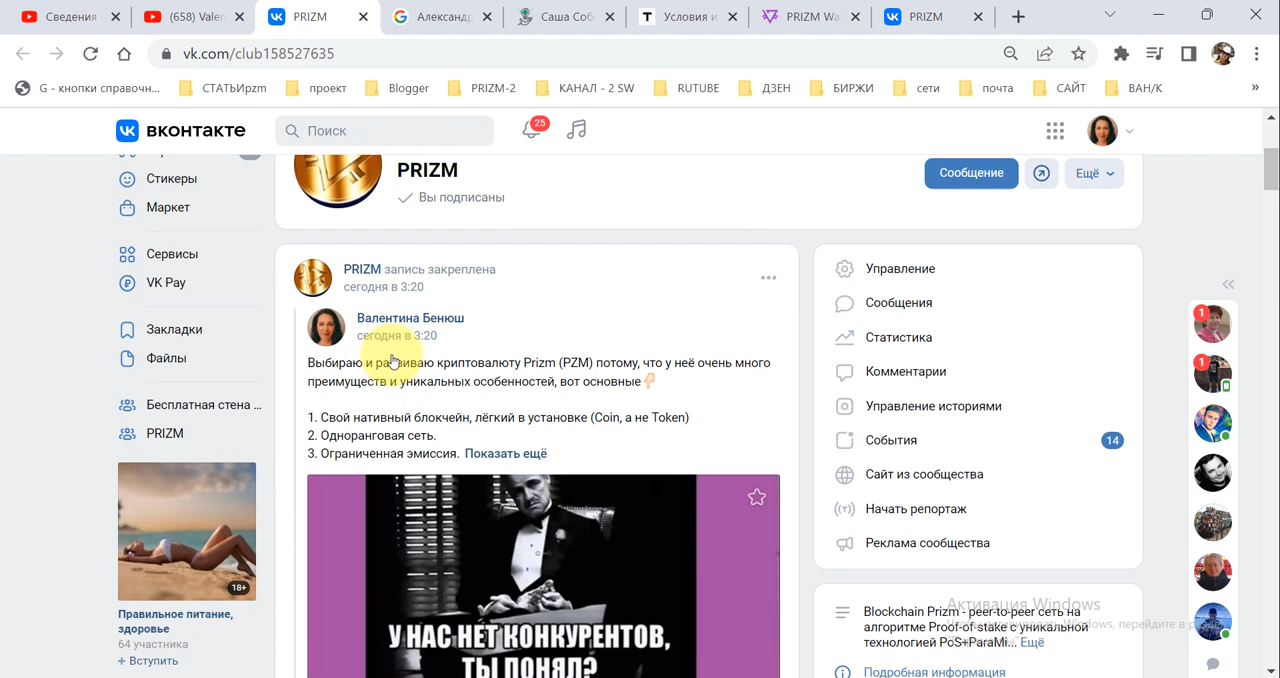 Сведения
(658) Valer
PRIZM
Александ
Саша Соб
Условия и
PRIZM Wa
PRIZM
vk.com/club158527635
G - кнопки справочн...
СТАТЬИpzm
проект
Blogger
PRIZM-2
КАНАЛ - 2 SW
RUTUBE
ДЗЕН
БИРЖИ
сети
почта
САЙТ
ВАН/К
»
вконтакте
Поиск
25
Стикеры
Маркет
Сервисы
VK Pay
Закладки
Файлы
Бесплатная стена ...
PRIZM
18+
Правильное питание,
здоровье
64 участника
+ Вступить
PRIZM
Вы подписаны
Сообщение
Ещё
PRIZM запись закреплена
сегодня в 3:20
Валентина Бенюш
сегодня в 3:20
Выбираю и развиваю криптовалюту Prizm (PZM) потому, что у неё очень много
преимуществ и уникальных особенностей, вот основные
1. Свой нативный блокчейн, лёгкий в установке (Coin, а не Token)
2. Одноранговая сеть.
3. Ограниченная эмиссия. Показать ещё
У НАС НЕТ КОНКУРЕНТОВ,
ТЫ ПОНЯЛ?
Управление
Сообщения
Статистика
Комментарии
Управление историями
События
14
Сайт из сообщества
Начать репортаж
Реклама сообщества
Blockchain Prizm - peer-to-peer сеть на
алгоритме Proof-of-stake с уникальной
технологией PoS+ParaMi... Ещё
Подробная информация
Активация Windows
1
1